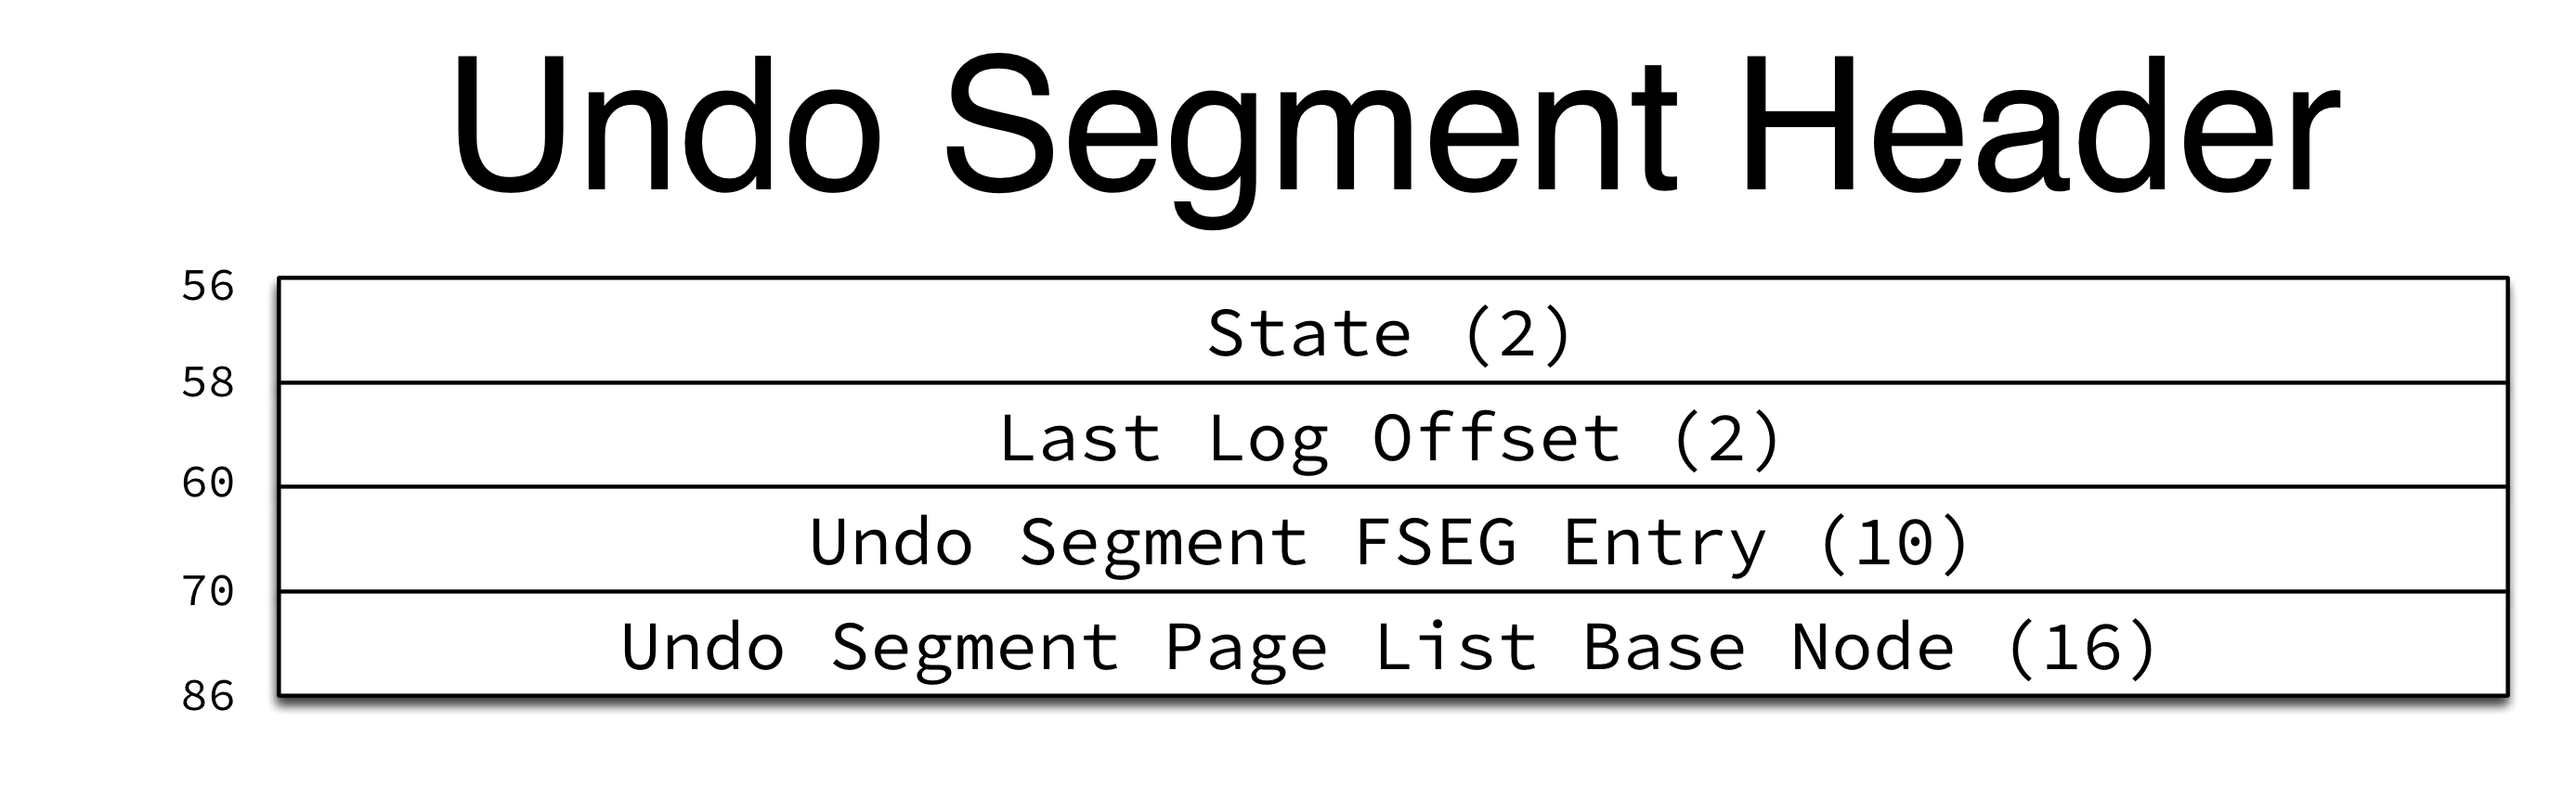 Undo Segment Header
56
State (2)
58
Last Log Offset (2)
60
Undo Segment FSEG Entry (10)
70
Undo Segment Page List Base Node (16)
86